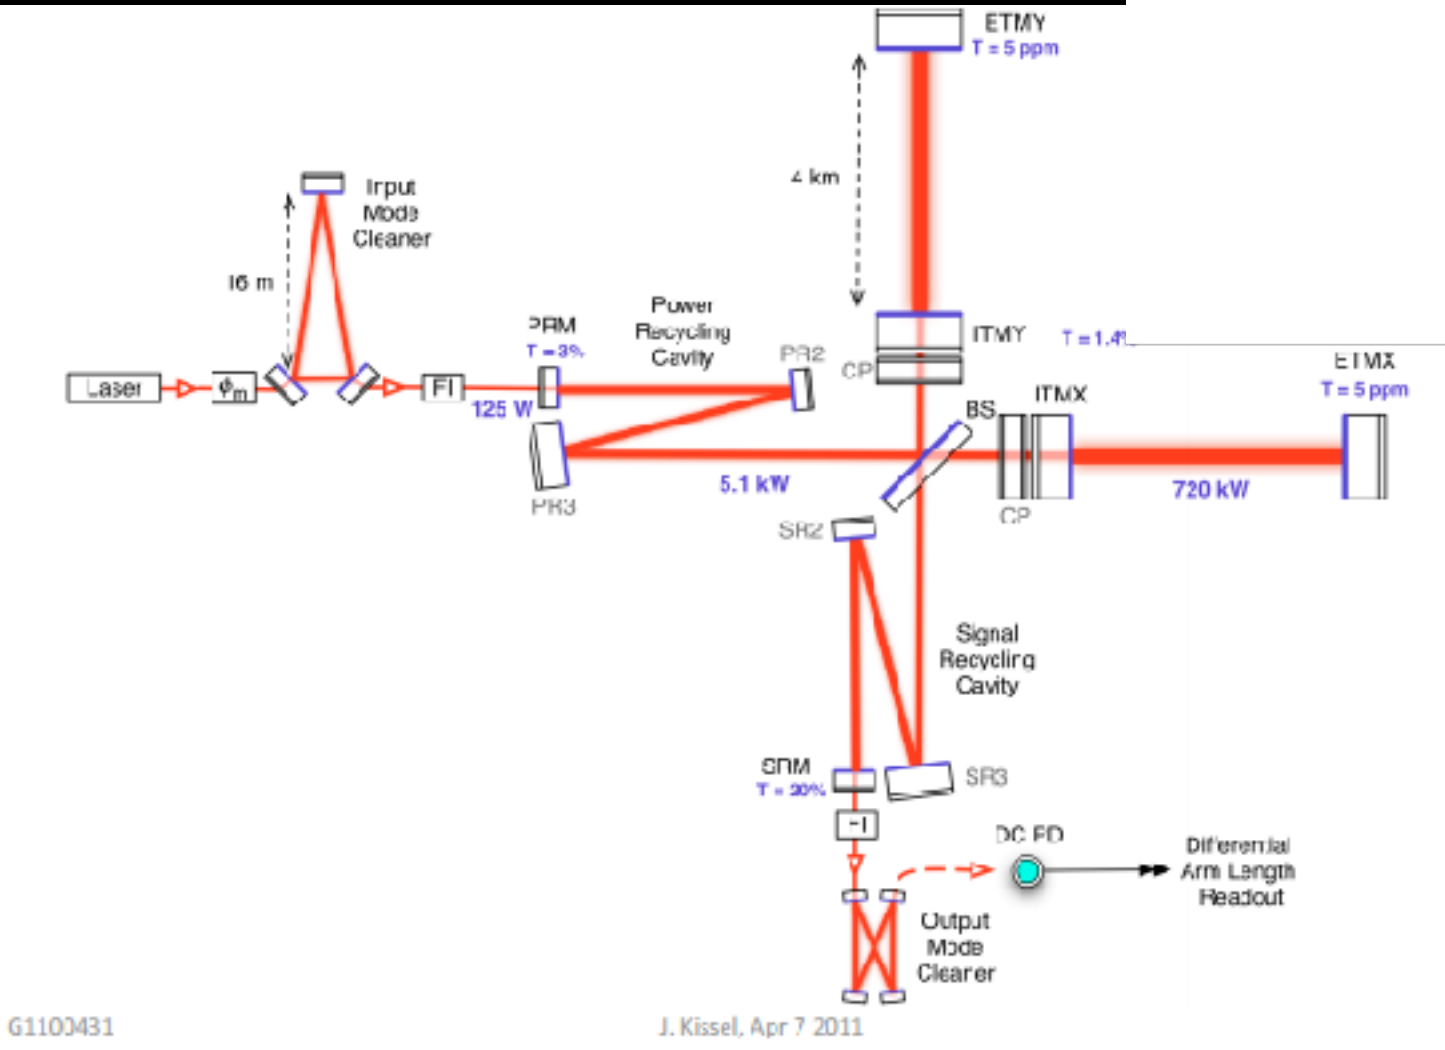 ETMY
T = 5 ppm
4 km
Input
Mode
Cleaner
16 m
Power
Recycling
Cavity
PRM
T = 3%
PR2
ITMY
T = 1.4%
CP
ETMX
T = 5 ppm
Laser
ϕm
FI
125 W
BS
ITMX
5.1 kW
720 kW
PR3
CP
SR2
Signal
Recycling
Cavity
SRM
T = 20%
SR3
FI
DC PD
Differential
Arm Length
Readout
Output
Mode
Cleaner
G1100431
J. Kissel, Apr 7 2011